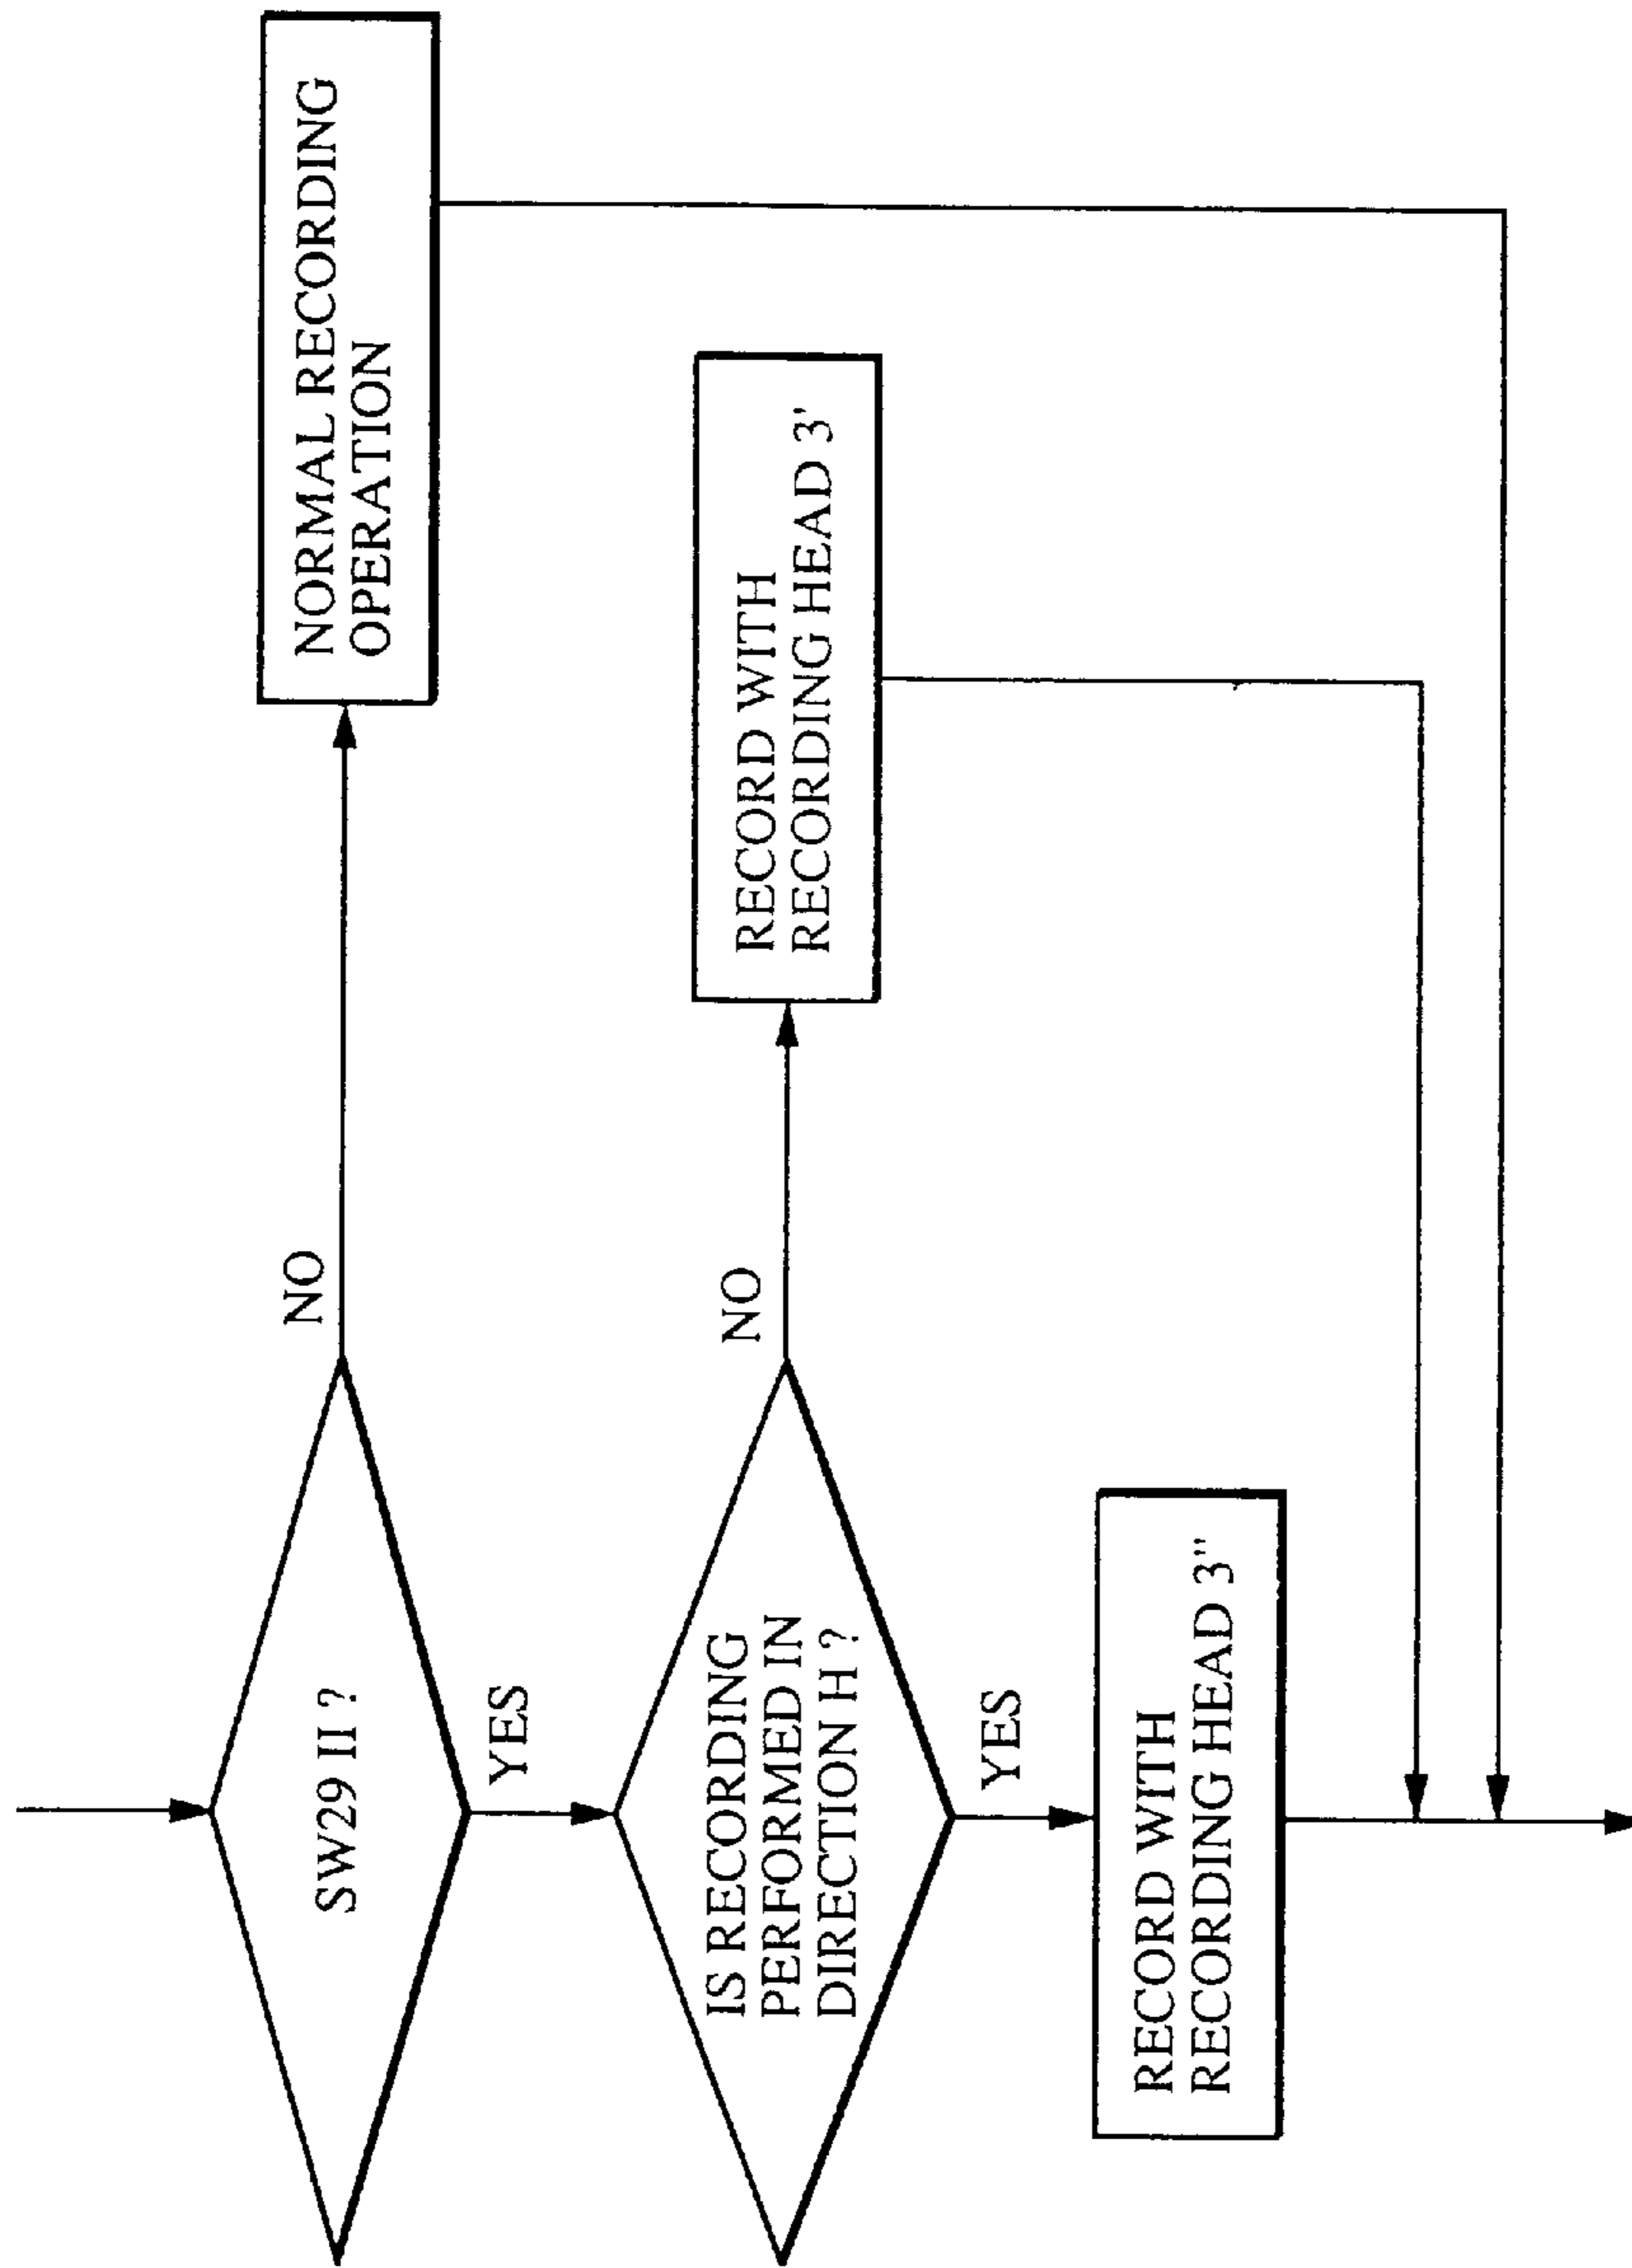 SW29 II ?
NO
NORMAL RECORDING
OPERATION
YES
IS RECORDING
PERFORMED IN
DIRECTION H ?
NO
RECORD WITH
RECORDING HEAD 3'
YES
RECORD WITH
RECORDING HEAD 3"